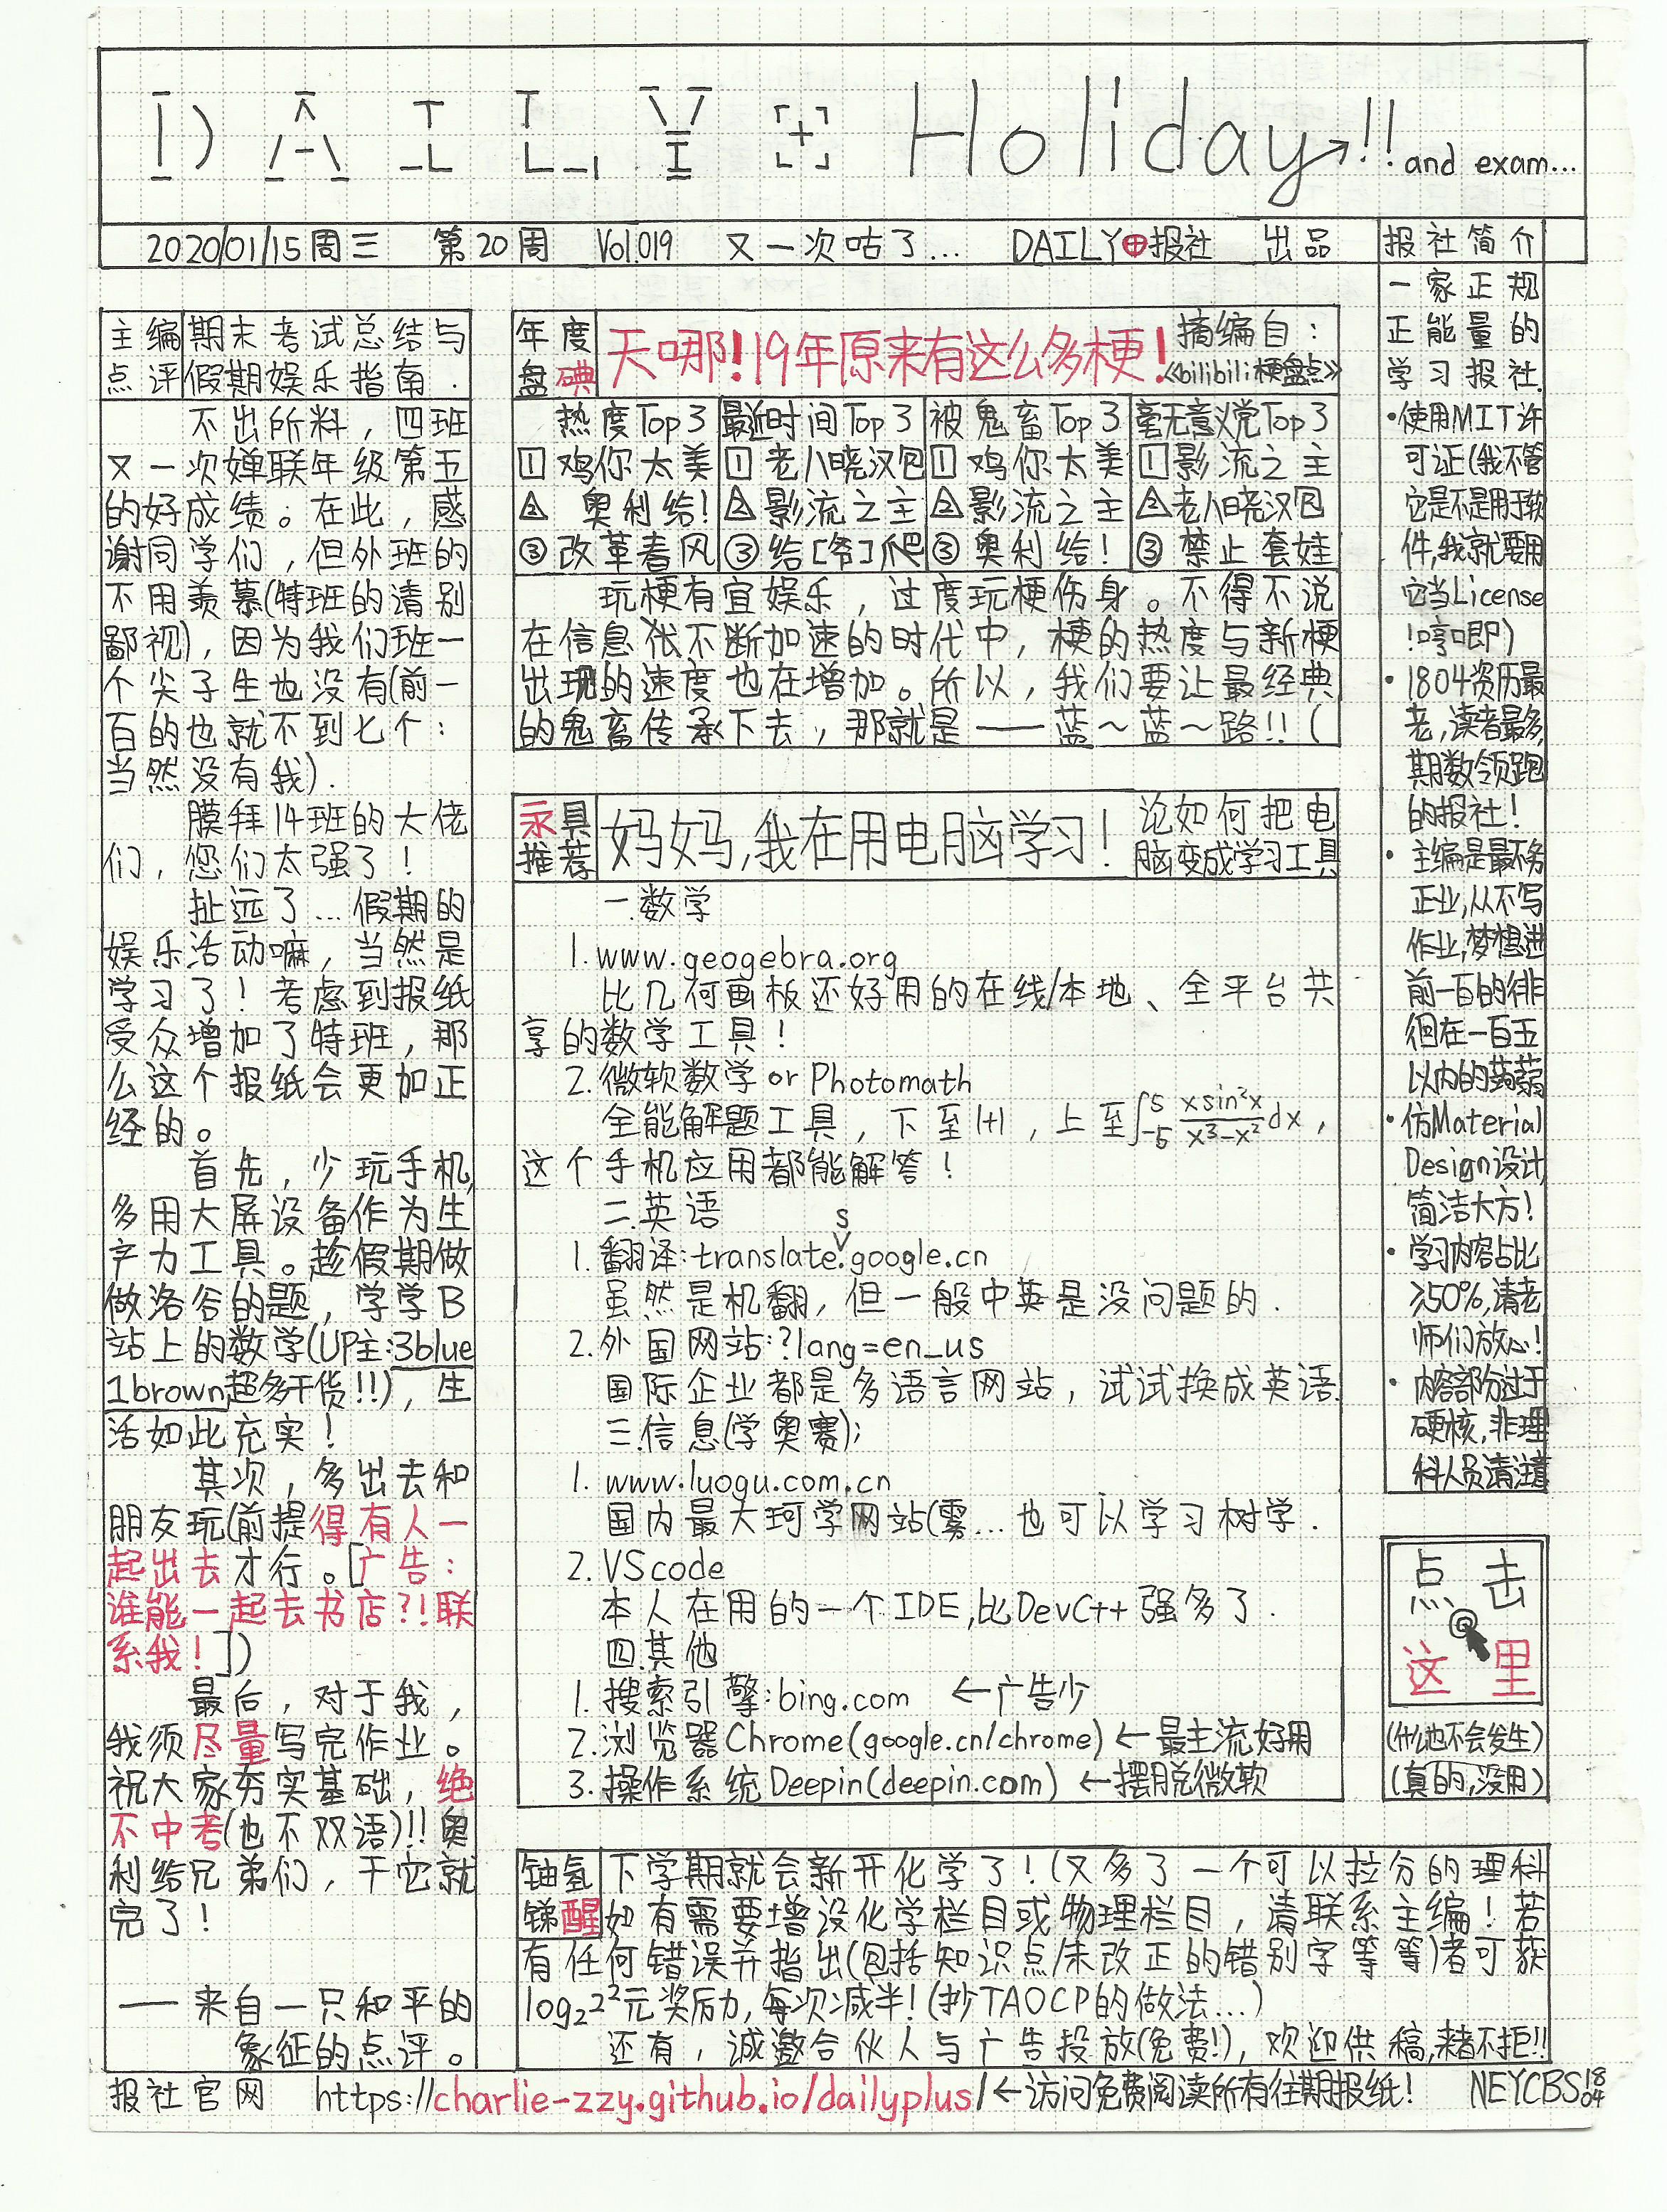 DAILY+ Holiday→!! and exam...
2020/01/15周三 第20周 Vol.019 又一次咕了... DAILY+报社 出品
主编点评
期末考试总结与
假期娱乐指南.
不出所料，四班
又一次婵联年级第五
的好成绩。在此，感
谢同学们，但外班的
不用羡慕(特班的请别
鄙视)，因为我们班一
个尖子生也没有(前一
百的也就不到七个：
当然没有我).
膜拜14班的大佬
们，您们太强了！
扯远了...假期的
娱乐活动嘛，当然是
学习了！考虑到报纸
受众增加了特班，那
么这个报纸会更加正
经的。
首先，少玩手机,
多用大屏设备作为生
产力工具。趁假期做
做洛谷的题，学学B
站上的数学(UP主:3blue
1brown超多干货!!)，生
活如此充实！
其次，多出去和
朋友玩(前提得有人一
起出去才行。[广告：
谁能一起去书店?!联
系我！])
最后，对于我，
我须尽量写完作业。
祝大家夯实基础，绝
不中考(也不双语)!!奥
利给兄弟们，干它就
完了！
——来自一只和平的
象征的点评。
年度
盘碘
天哪!19年原来有这么多梗!
摘编自：
《bilibili梗盘点》
热度Top3 最近时间Top3 被鬼畜Top3 毫无意义党Top3
1 鸡你太美 1 老八晓汉包 1 鸡你太美 1 影流之主
2 奥利给! 2 影流之主 2 影流之主 2 老八晓汉包
③ 改革春风 ③ 给[爷]爬 ③ 奥利给! ③ 禁止套娃
玩梗有宜娱乐，过度玩梗伤身。不得不说
在信息不断加速的时代中，梗的热度与新梗
出现的速度也在增加。所以，我们要让最经典
的鬼畜传承下去，那就是——蓝～蓝～路!!(
永具
推荐
妈妈,我在用电脑学习!
论如何把电
脑变成学习工具
一.数学
1.www.geogebra.org
比几何画板还好用的在线/本地、全平台共
享的数学工具！
2.微软数学or Photomath
全能解题工具，下至1+1，上至∫₋₅⁵ xsin²x/(x³-x²) dx，
这个手机应用都能解答！
二.英语
1.翻译:translates.google.cn
虽然是机翻，但一般中英是没问题的.
2.外国网站:?lang=en_us
国际企业都是多语言网站，试试换成英语.
三.信息(学奥赛);
1.www.luogu.com.cn
国内最大珂学网站(雾...也可以学习树学.
2.VScode
本人在用的一个IDE,比DevC++强多了.
四.其他
1.搜索引擎:bing.com ←广告少
2.浏览器Chrome(google.cn/chrome)←最主流好用
3.操作系统Deepin(deepin.com)←摆脱微软
铀氢
锑醒
下学期就会新开化学了！(又多了一个可以拉分的理科
如有需要增设化学栏目或物理栏目，请联系主编！若
有任何错误并指出(包括知识点/未改正的错别字等等)者可获
log₂2²元奖励,每次减半!(抄TAOCP的做法...)
还有，诚邀合伙人与广告投放(免费!)，欢迎供稿,来者不拒!!
报社简介
一家正规
正能量的
学习报社.
·使用MIT许
可证(我不管
它是不是用于软
件,我就要用
它当License
!哼唧)
·1804资历最
老,读者最多,
期数领跑
的报社!
·主编是最不务
正业,从不写
作业,梦想进
前一百的徘
徊在一百五
以内的蒟蒻
·仿Material
Design设计,
简洁大方!
·学习内容占比
≥50%,请老
师们放心!
·内容部分过于
硬核,非理
科人员请注意
点击
这里
(什么也不会发生)
(真的,没用)
报社官网 https://charlie-zzy.github.io/dailyplus/←访问免费阅读所有往期报纸! NEYCBS1804